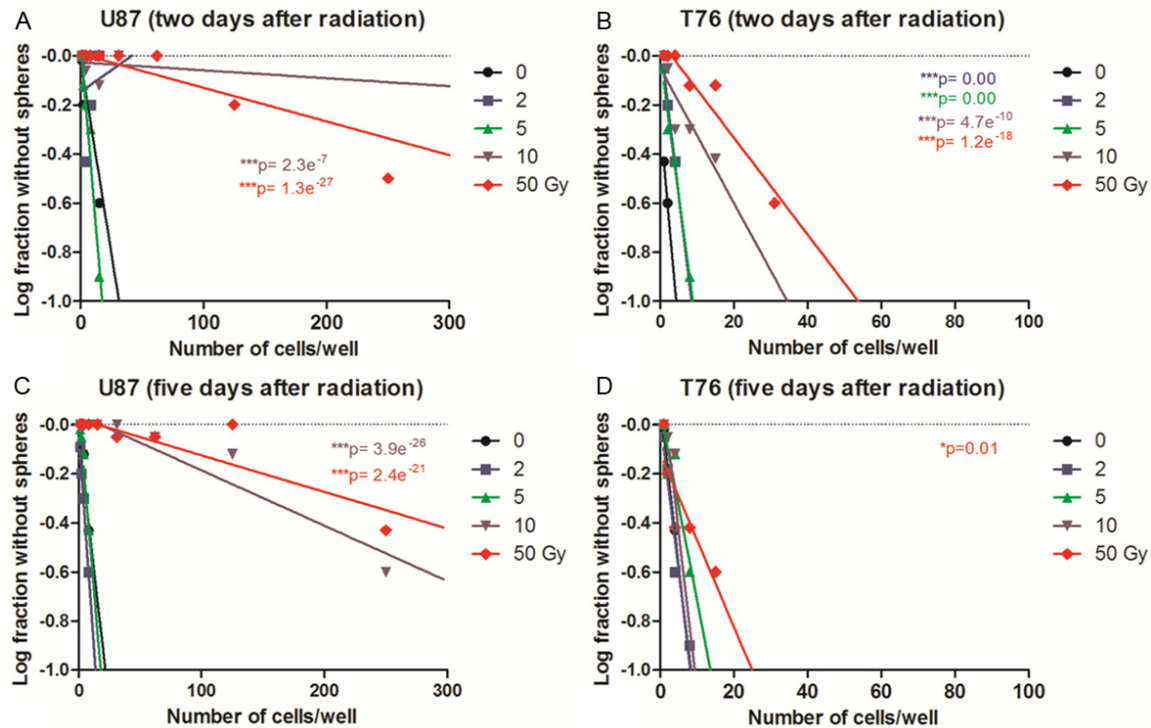 A
U87 (two days after radiation)
Log fraction without spheres
-0.0
-0.2
-0.4
-0.6
-0.8
-1.0
0
100
200
300
Number of cells/well
***p= 2.3e-7
***p= 1.3e-27
0
2
5
10
50 Gy
B
T76 (two days after radiation)
Log fraction without spheres
-0.0
-0.2
-0.4
-0.6
-0.8
-1.0
0
20
40
60
80
100
Number of cells/well
***p= 0.00
***p= 0.00
***p= 4.7e-10
***p= 1.2e-18
0
2
5
10
50 Gy
C
U87 (five days after radiation)
Log fraction without spheres
-0.0
-0.2
-0.4
-0.6
-0.8
-1.0
0
100
200
300
Number of cells/well
***p= 3.9e-26
***p= 2.4e-21
0
2
5
10
50 Gy
D
T76 (five days after radiation)
Log fraction without spheres
-0.0
-0.2
-0.4
-0.6
-0.8
-1.0
0
20
40
60
80
100
Number of cells/well
*p=0.01
0
2
5
10
50 Gy